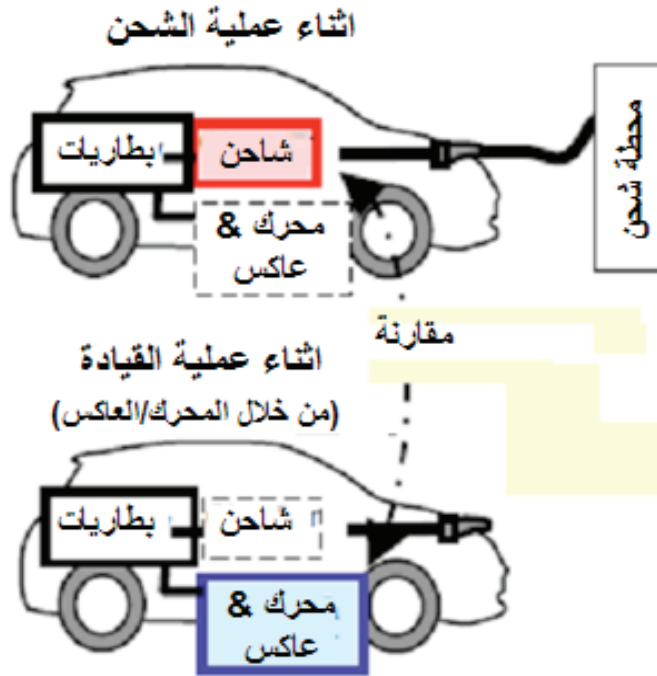 اثناء عملية الشحن
بطاريات
شاحن
محرك &
عاكس
محطة شحن
مقارنة
اثناء عملية القيادة
(من خلال المحرك/العاكس)
بطاريات
شاحن
محرك &
عاكس